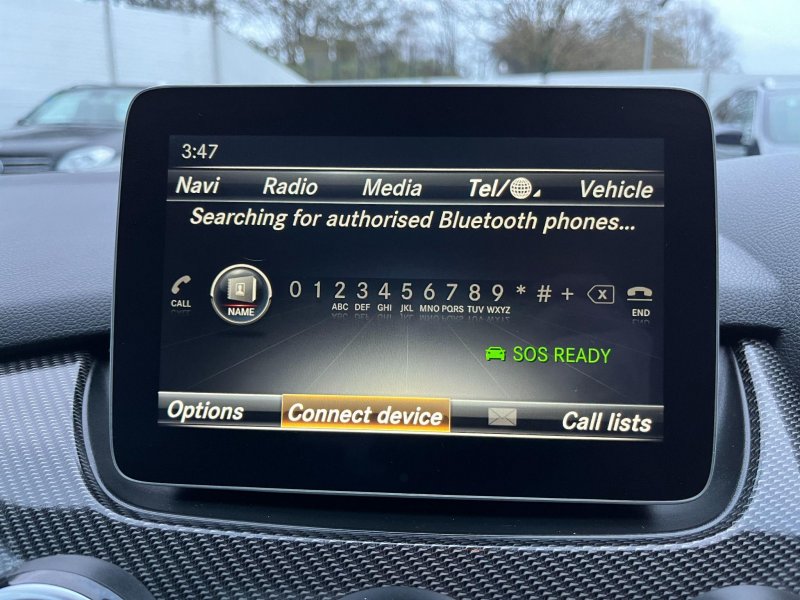 3:47
Navi Radio Media Tel/ Vehicle
Searching for authorised Bluetooth phones...
CALL NAME 0 1 2 3 4 5 6 7 8 9 * # + X END
ABC DEF GHI JKL MNO PQRS TUV WXYZ
SOS READY
Options Connect device Call lists